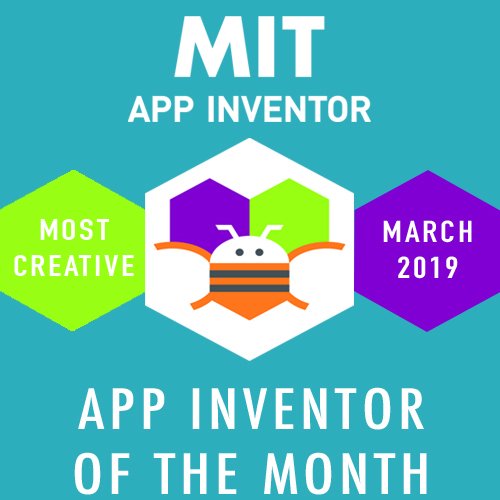 MIT
APP INVENTOR
MOST
CREATIVE
MARCH
2019
APP INVENTOR
OF THE MONTH